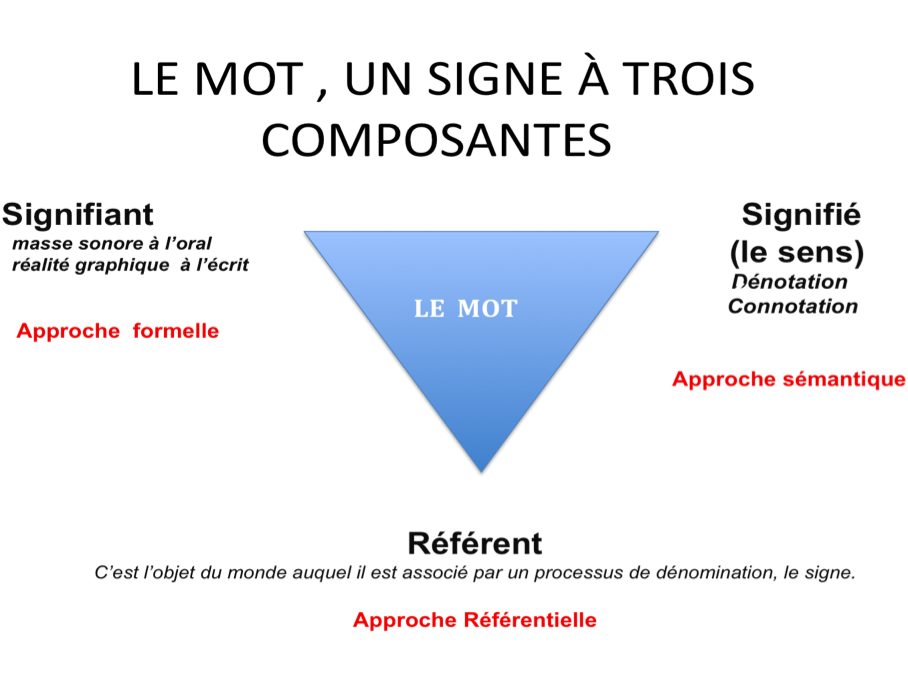 LE MOT , UN SIGNE À TROIS
COMPOSANTES
Signifiant
masse sonore à l'oral
réalité graphique à l'écrit
Approche formelle
LE MOT
Signifié
(le sens)
Dénotation
Connotation
Approche sémantique
Référent
C'est l'objet du monde auquel il est associé par un processus de dénomination, le signe.
Approche Référentielle